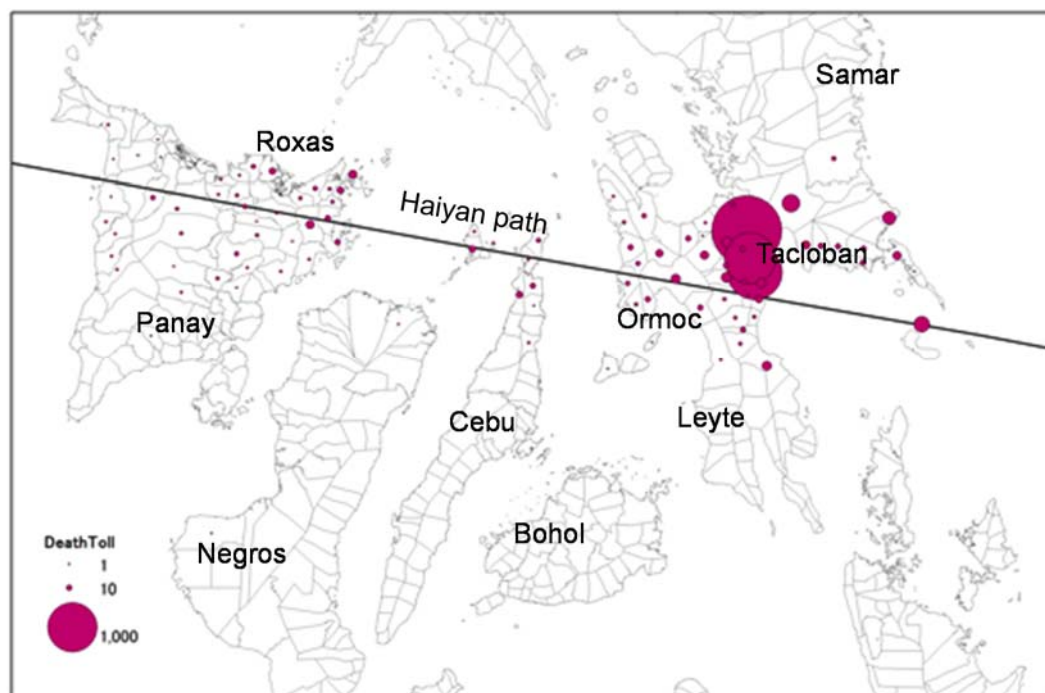 Samar
Roxas
Haiyan path
Tacloban
Panay
Ormoc
Cebu
Leyte
Bohol
Negros
DeathToll
1
10
1,000